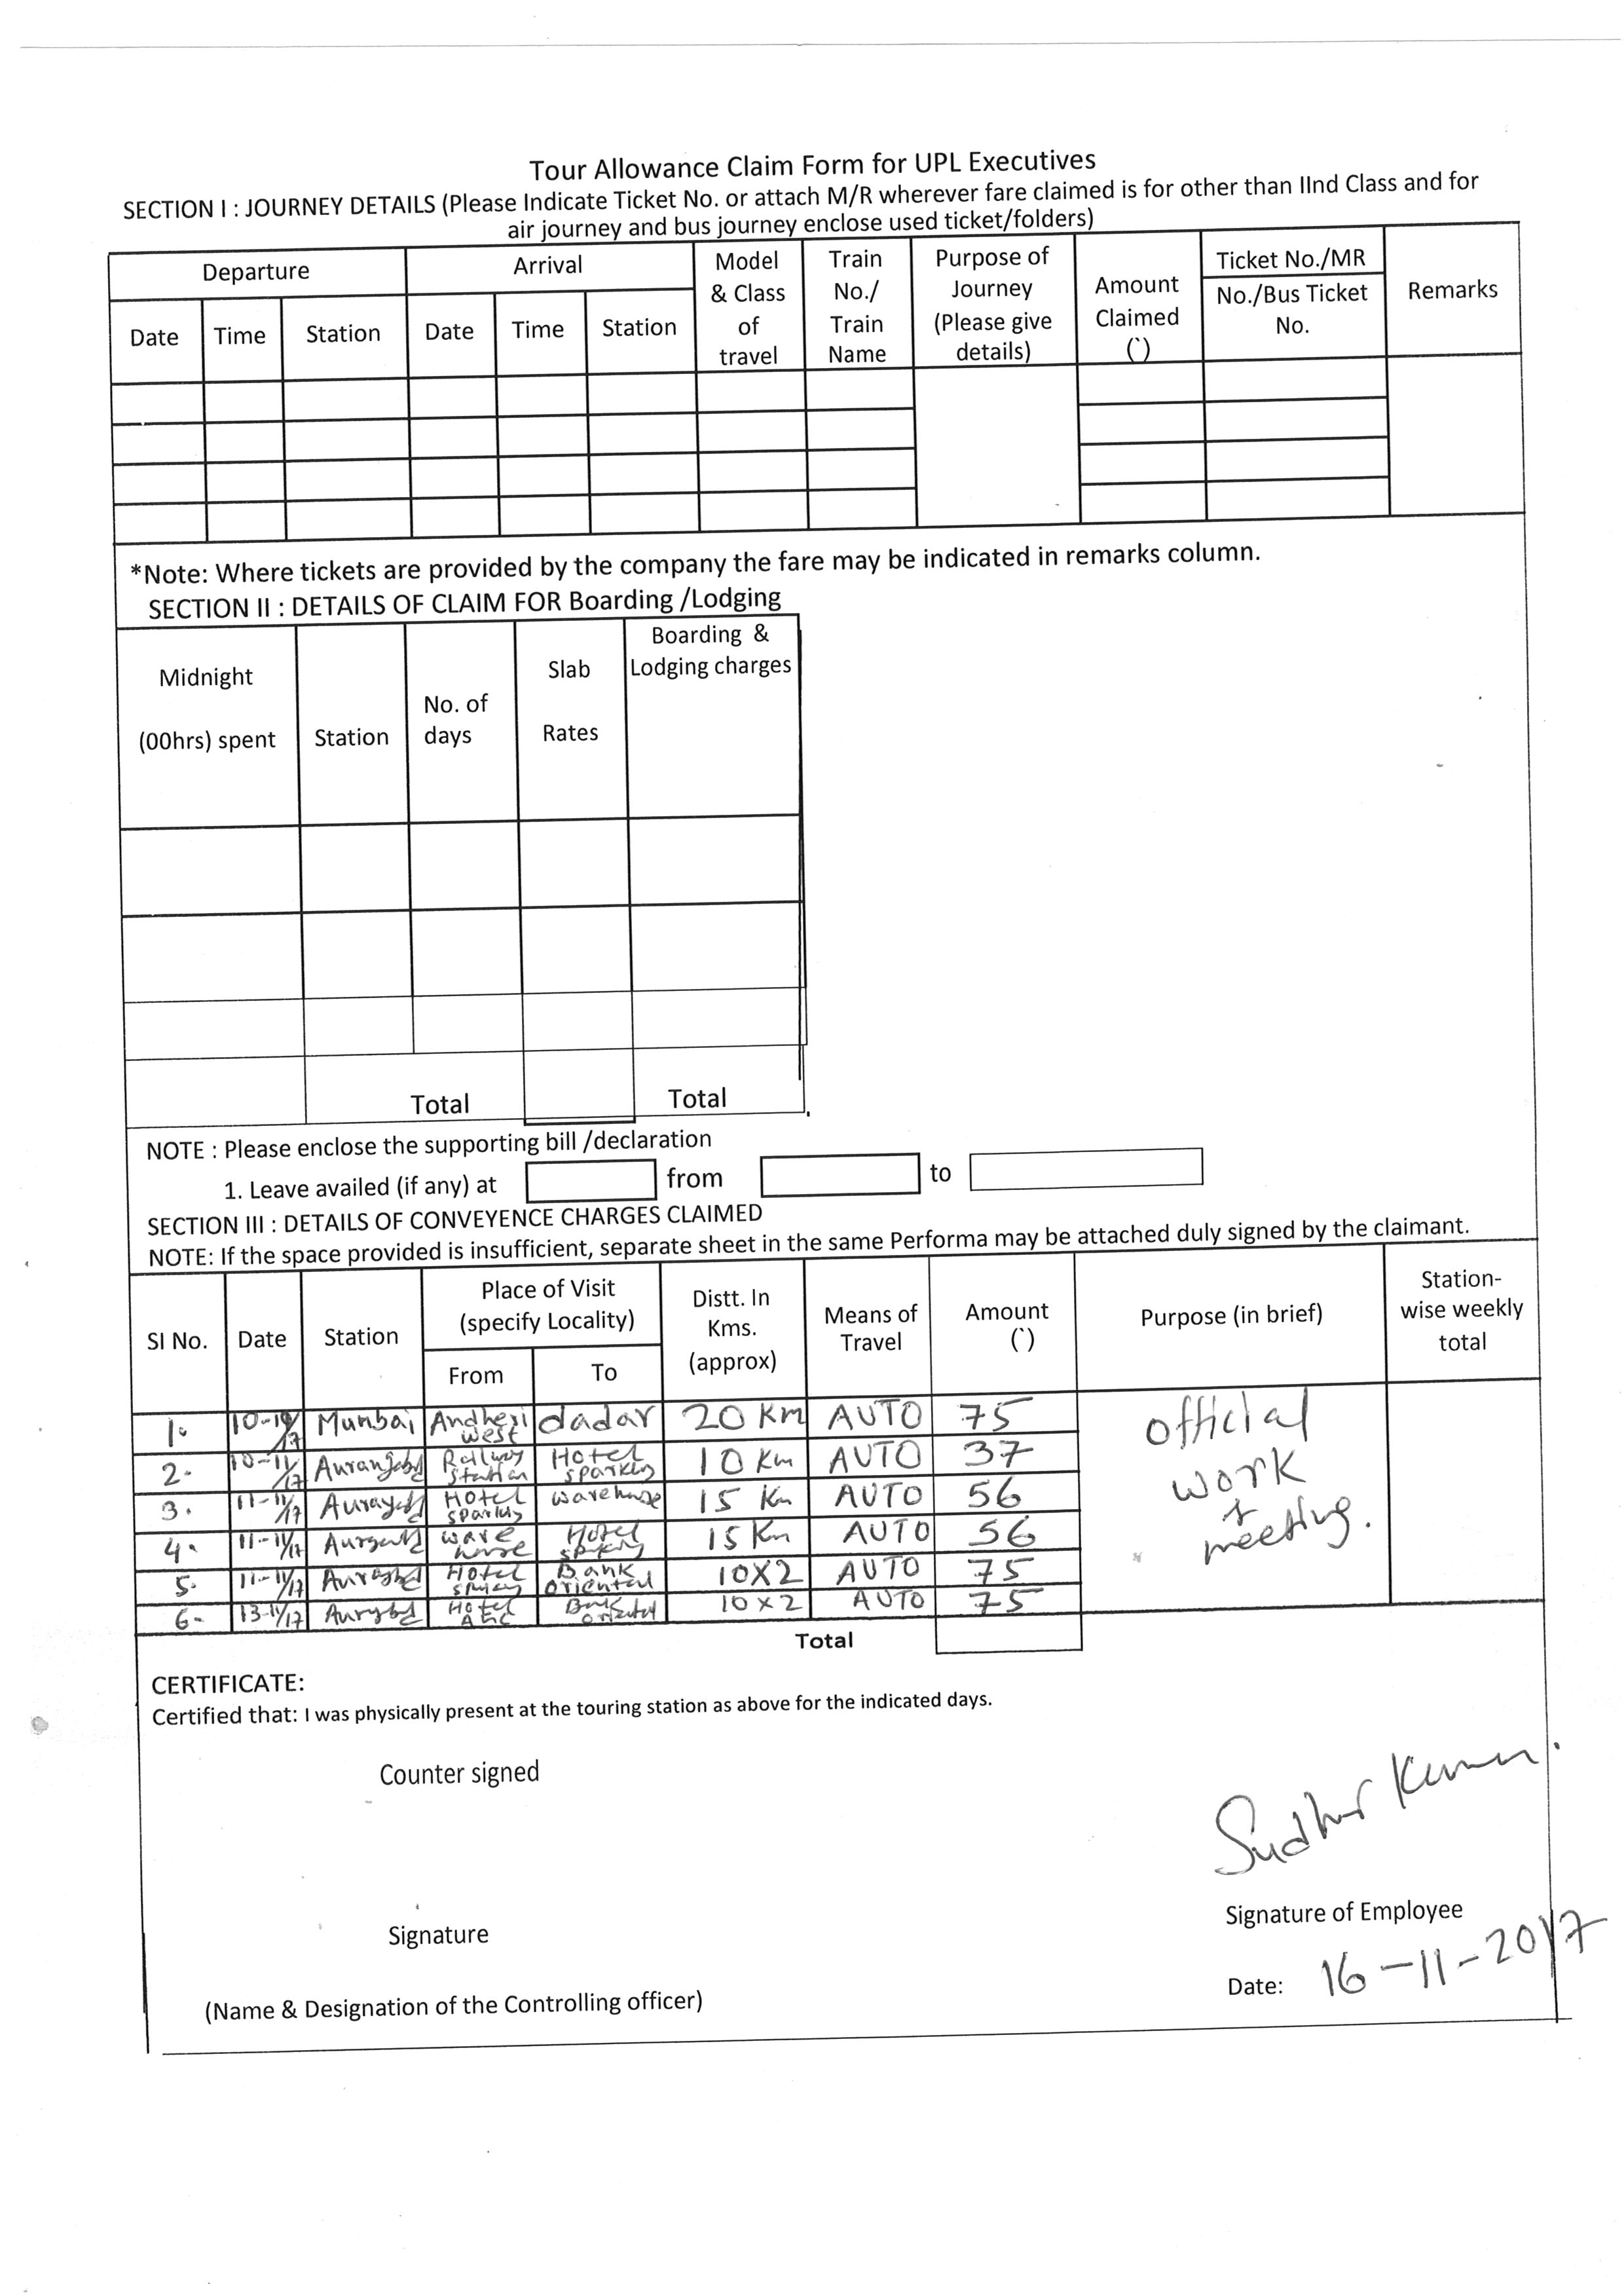 Tour Allowance Claim Form for UPL Executives
SECTION I : JOURNEY DETAILS (Please Indicate Ticket No. or attach M/R wherever fare claimed is for other than IInd Class and for
air journey and bus journey enclose used ticket/folders)
Departure Arrival Model & Class of travel Train No./ Train Name Purpose of Journey (Please give details) Amount Claimed (`) Ticket No./MR No./Bus Ticket No. Remarks
Date Time Station Date Time Station
*Note: Where tickets are provided by the company the fare may be indicated in remarks column.
SECTION II : DETAILS OF CLAIM FOR Boarding /Lodging
Midnight (00hrs) spent Station No. of days Slab Rates Boarding & Lodging charges
Total Total
NOTE : Please enclose the supporting bill /declaration
1. Leave availed (if any) at from to
SECTION III : DETAILS OF CONVEYENCE CHARGES CLAIMED
NOTE: If the space provided is insufficient, separate sheet in the same Performa may be attached duly signed by the claimant.
SI No. Date Station Place of Visit (specify Locality) Distt. In Kms. (approx) Means of Travel Amount (`) Purpose (in brief) Station-wise weekly total
From To
1. Mumbai Andheri west dadar 20 Km AUTO 75 official work + meeting.
2. 10-11/17 Railway station Hotel 10 Km AUTO 37
3. 11-11/17 Hotel warehouse 15 Km AUTO 56
4. 11-11/17 ware house Hotel 15 Km AUTO 56
5. 11-11/17 Hotel Bank oriental 10X2 AUTO 75
6. 13-11/17 Hotel 10x2 AUTO 75
Total
CERTIFICATE:
Certified that: I was physically present at the touring station as above for the indicated days.
Counter signed
Sudhir Kumar.
Signature of Employee
Signature
Date: 16-11-2017
(Name & Designation of the Controlling officer)